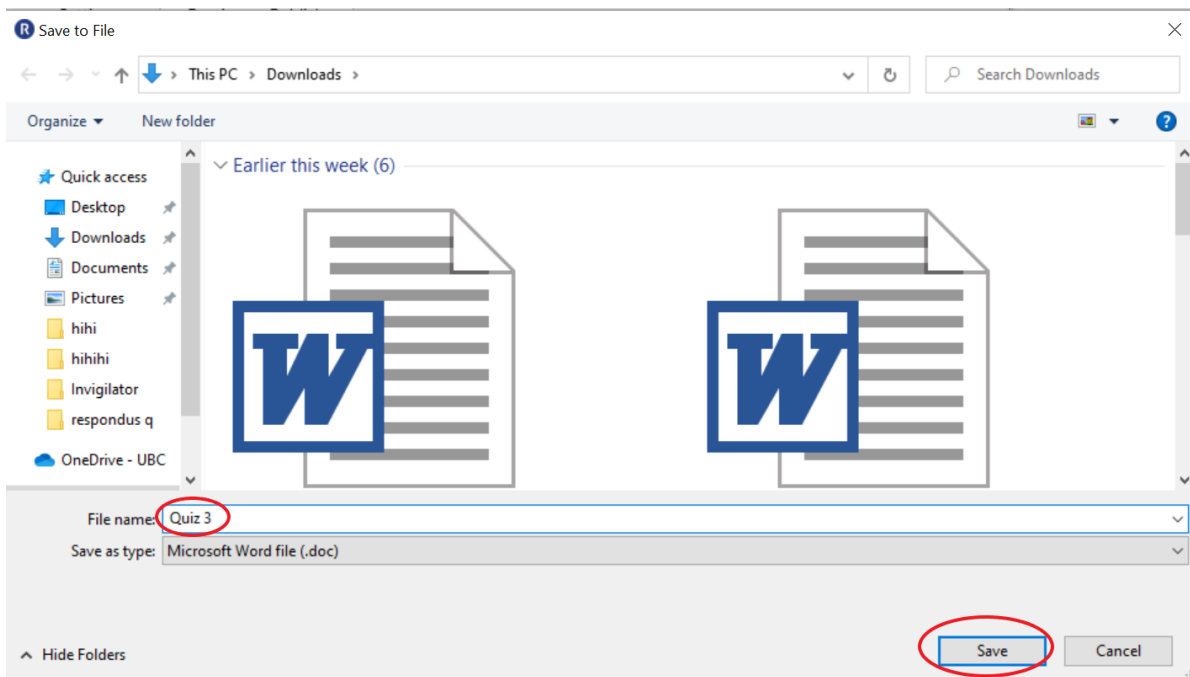 R Save to File
This PC > Downloads >
Search Downloads
Organize
New folder
?
Quick access
Desktop
Downloads
Documents
Pictures
hihi
hihihi
Invigilator
respondus q
OneDrive - UBC
Earlier this week (6)
W
W
File name: Quiz 3
Save as type: Microsoft Word file (.doc)
Hide Folders
Save
Cancel